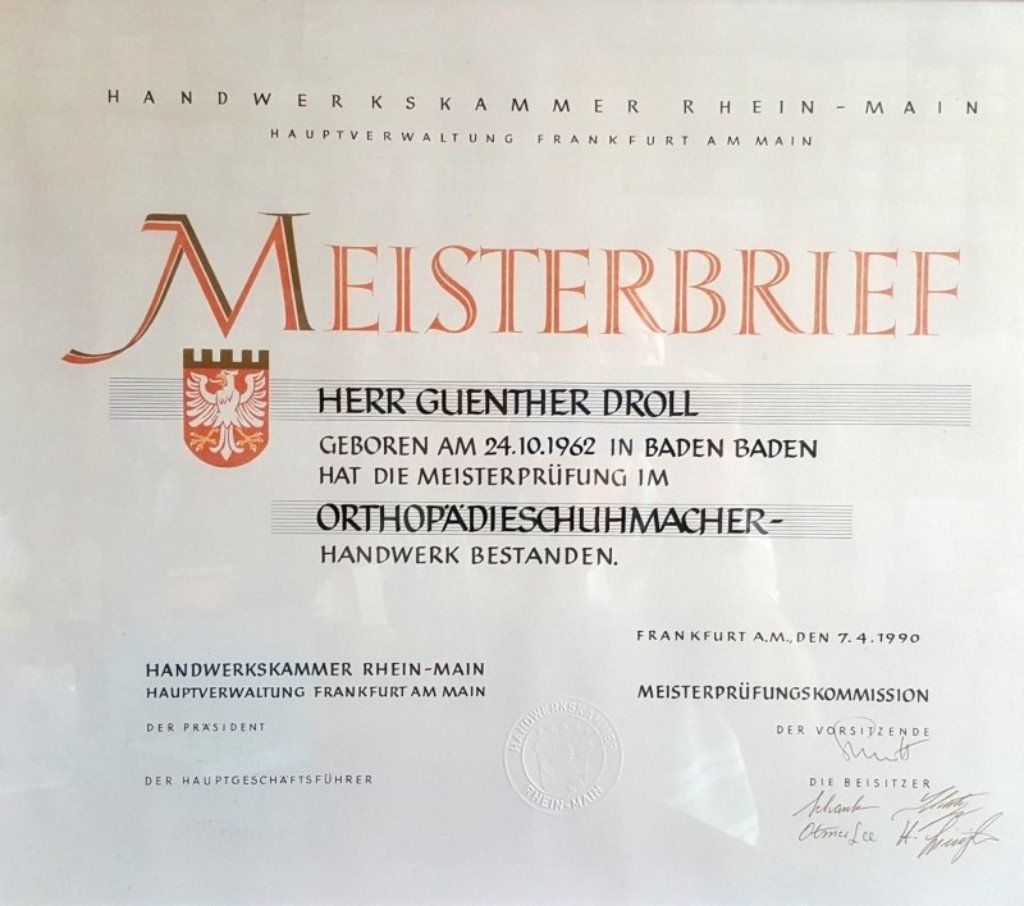 HANDWERKSKAMMER RHEIN-MAIN
HAUPTVERWALTUNG FRANKFURT AM MAIN
MEISTERBRIEF
HERR GUENTHER DROLL
GEBOREN AM 24.10.1962 IN BADEN BADEN
HAT DIE MEISTERPRÜFUNG IM
ORTHOPÄDIESCHUHMACHER-
HANDWERK BESTANDEN.
FRANKFURT A.M., DEN 7.4.1990
HANDWERKSKAMMER RHEIN-MAIN
HAUPTVERWALTUNG FRANKFURT AM MAIN
DER PRÄSIDENT
DER HAUPTGESCHÄFTSFÜHRER
HANDWERKSKAMMER
RHEIN-MAIN
MEISTERPRÜFUNGSKOMMISSION
DER VORSITZENDE
DIE BEISITZER